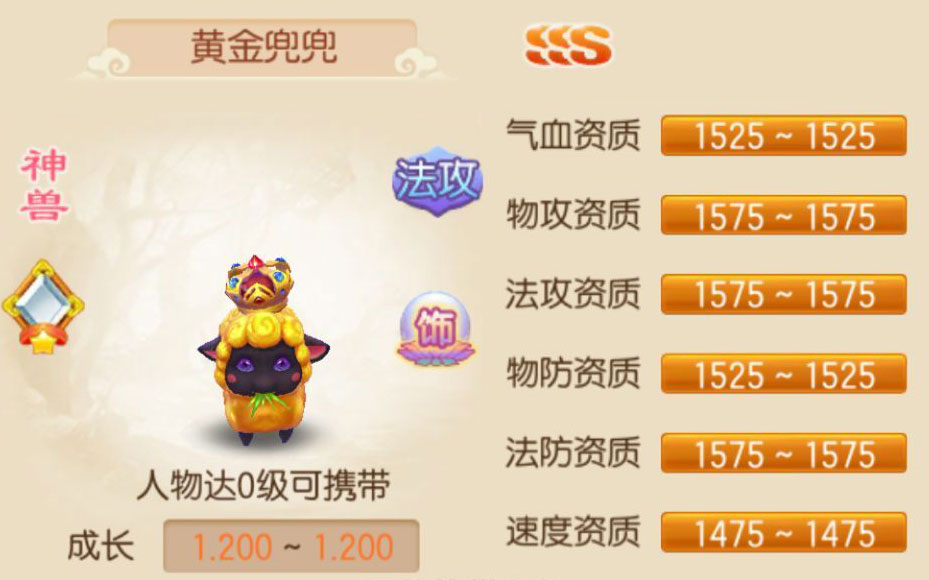 黄金兜兜
SSS
神兽
法攻
饰
人物达0级可携带
成长 1.200 ~ 1.200
气血资质 1525 ~ 1525
物攻资质 1575 ~ 1575
法攻资质 1575 ~ 1575
物防资质 1525 ~ 1525
法防资质 1575 ~ 1575
速度资质 1475 ~ 1475